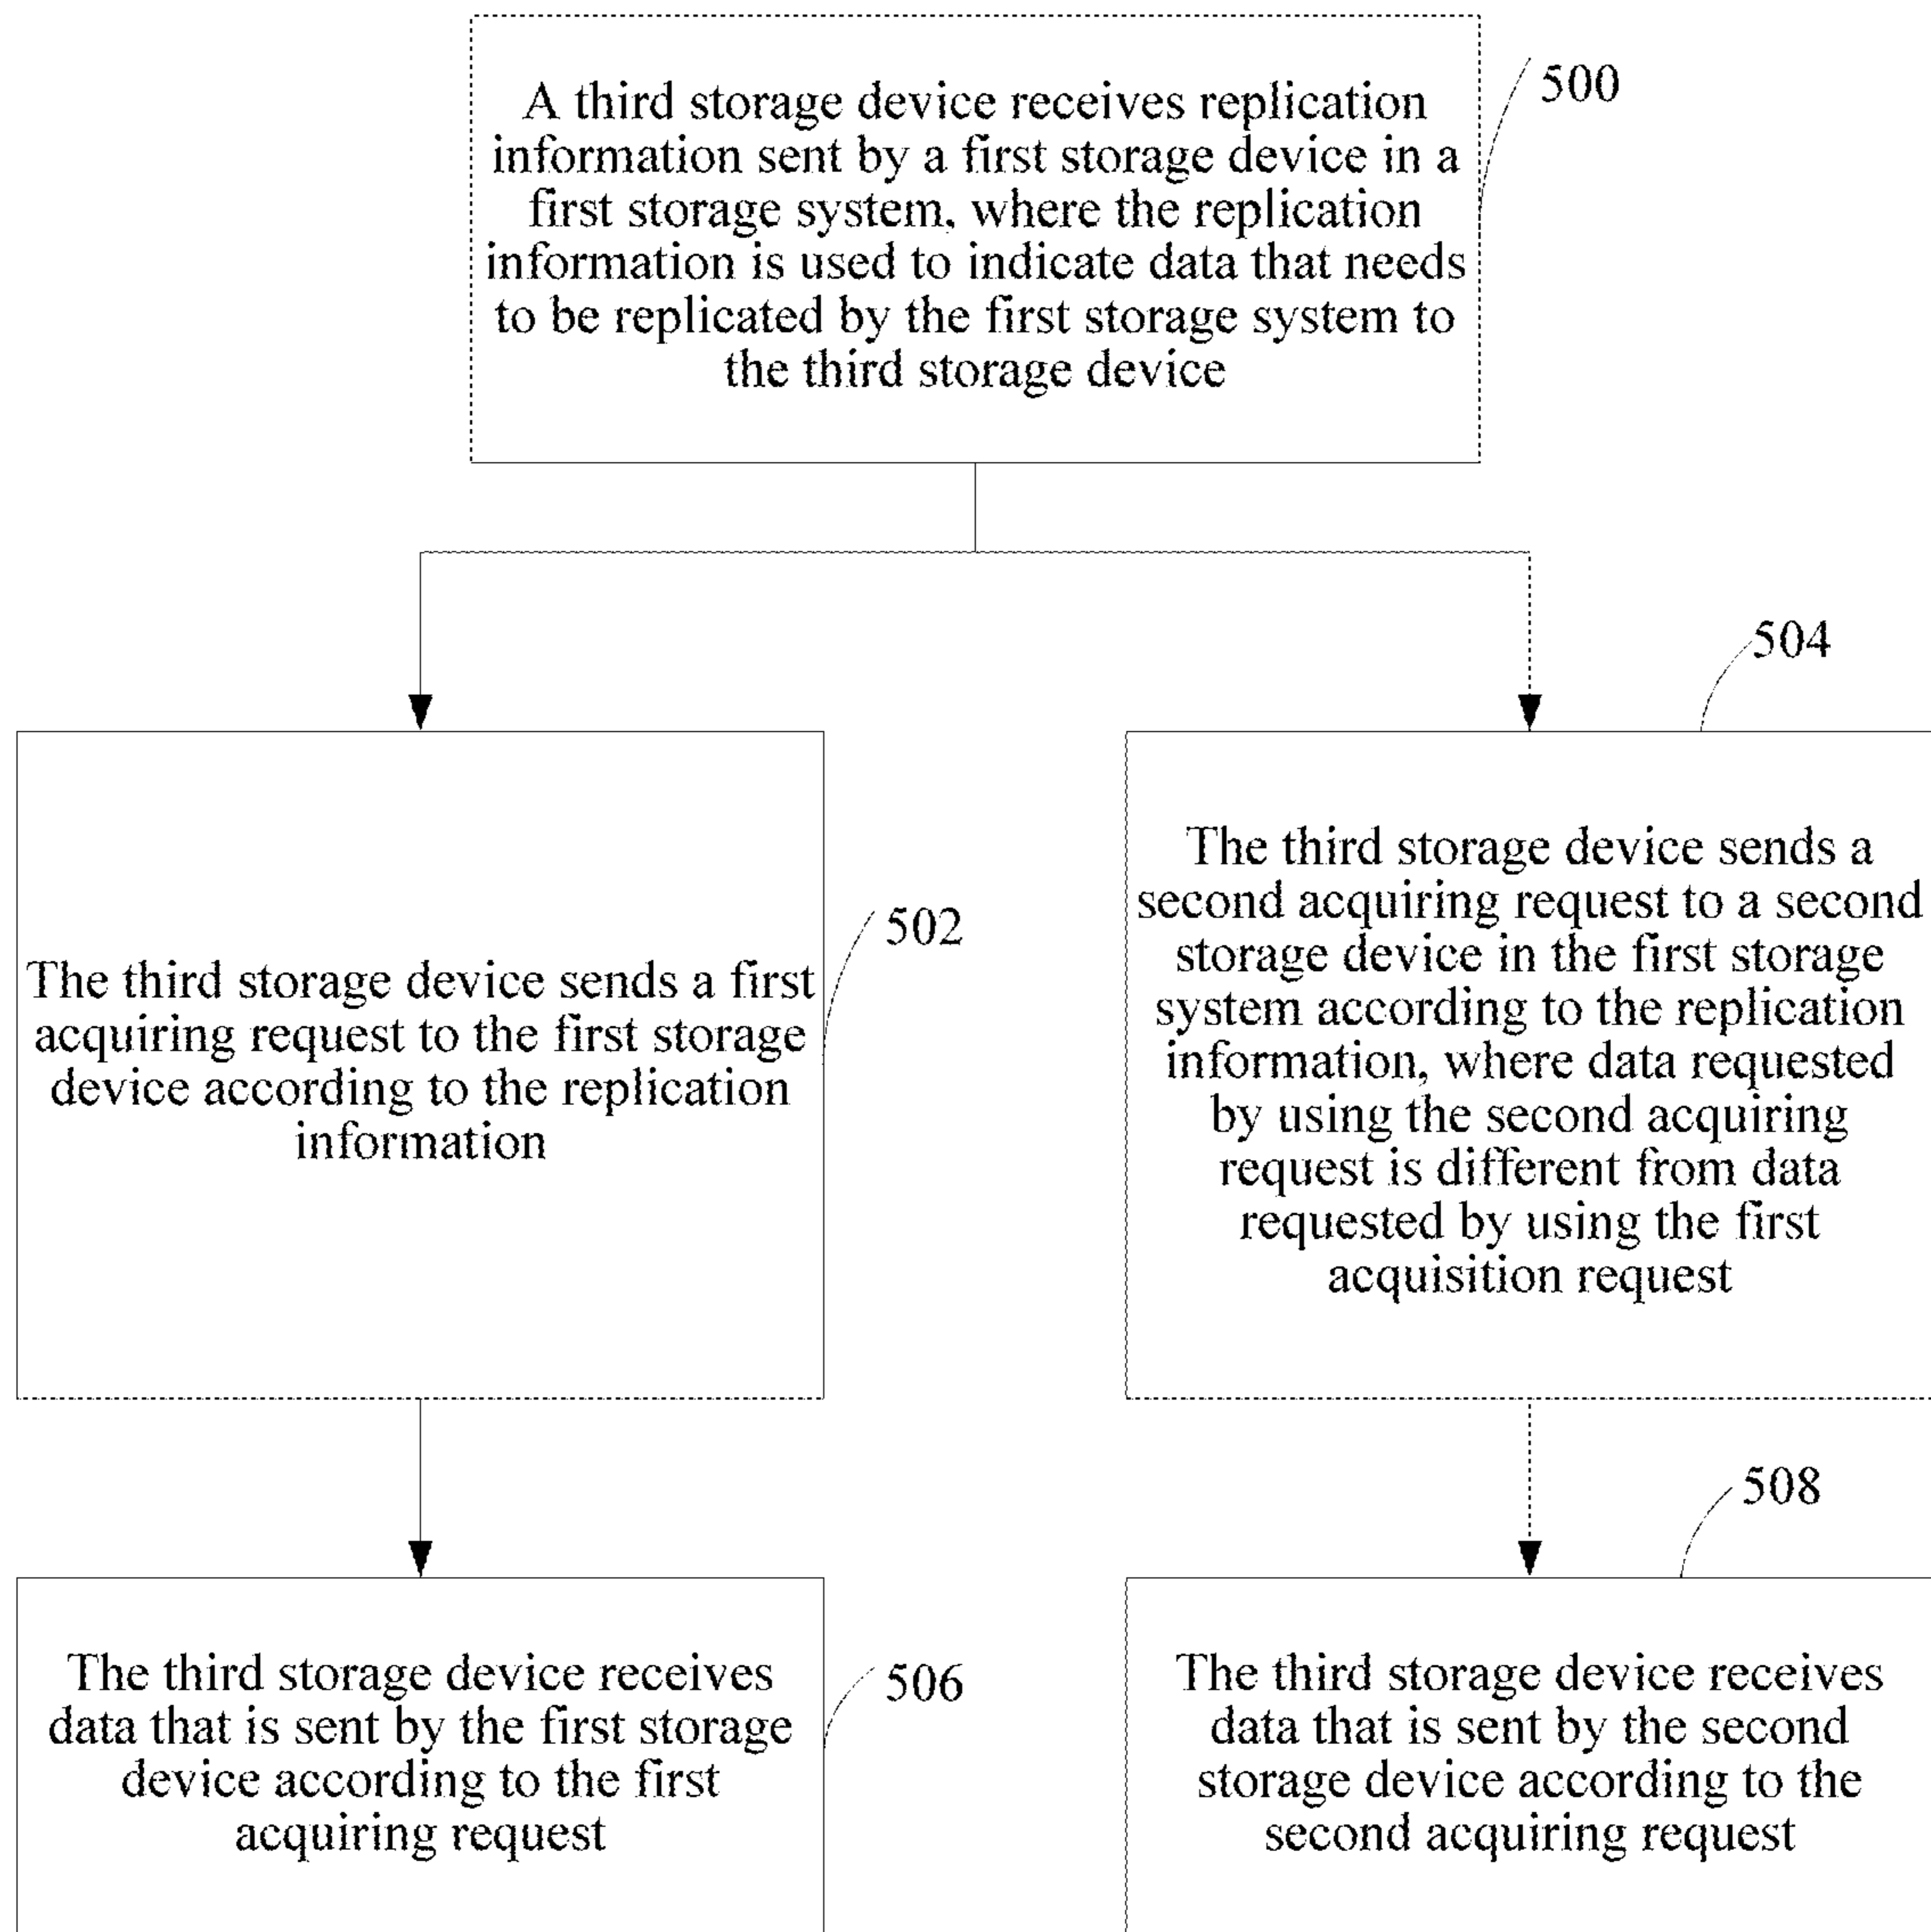 A third storage device receives replication
information sent by a first storage device in a
first storage system, where the replication
information is used to indicate data that needs
to be replicated by the first storage system to
the third storage device
500
504
The third storage device sends a first
acquiring request to the first storage
device according to the replication
information
502
The third storage device sends a
second acquiring request to a second
storage device in the first storage
system according to the replication
information, where data requested
by using the second acquiring
request is different from data
requested by using the first
acquisition request
508
The third storage device receives
data that is sent by the first storage
device according to the first
acquiring request
506
The third storage device receives
data that is sent by the second
storage device according to the
second acquiring request